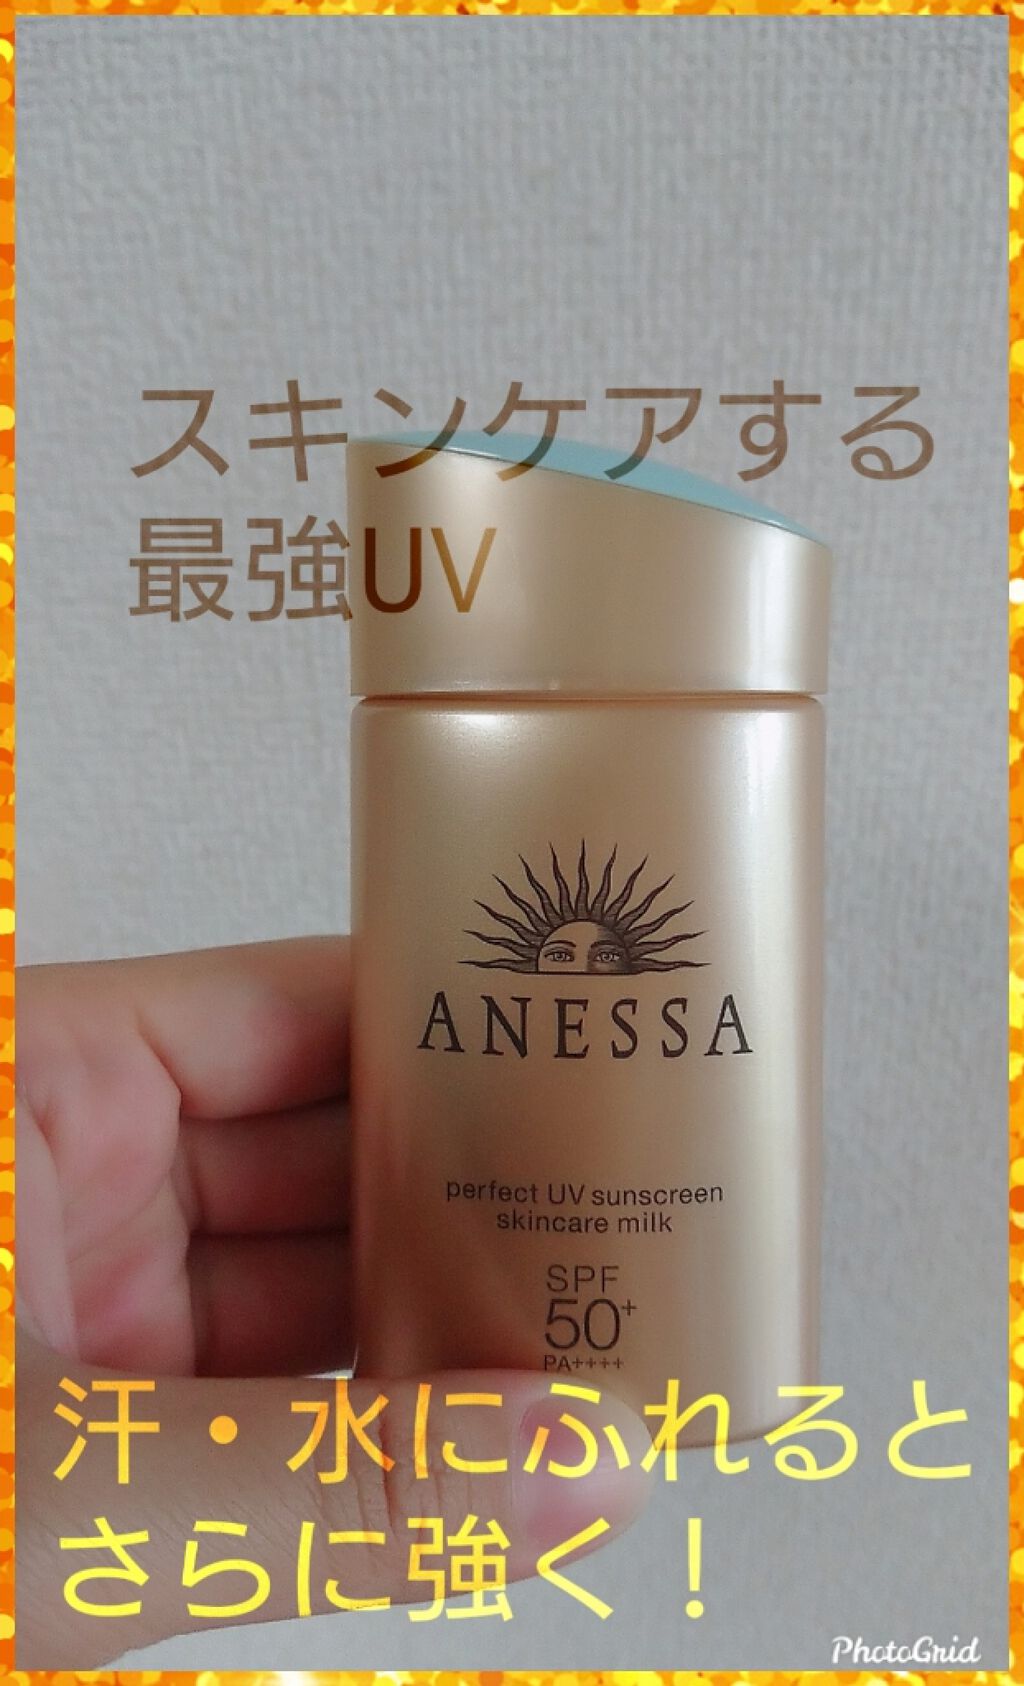 スキンケアする
最強UV
ANESSA
perfect UV sunscreen
skincare milk
SPF
50+
PA++++
汗・水にふれると
さらに強く！
PhotoGrid